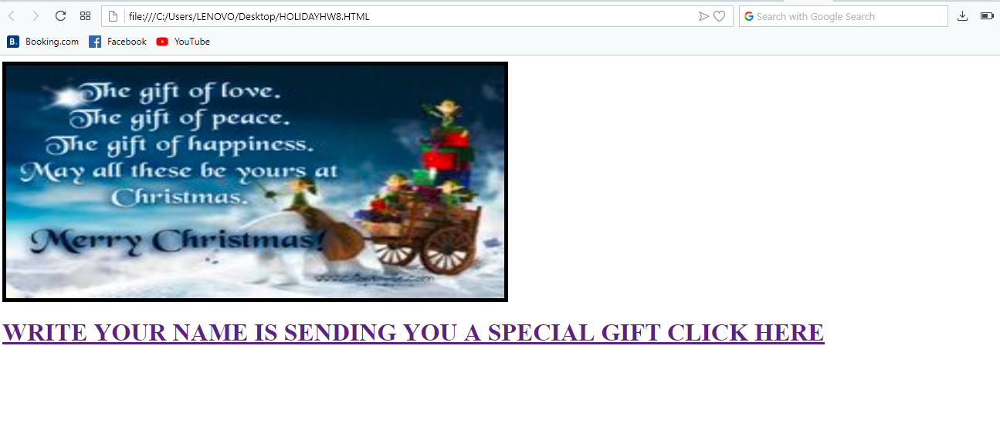 file:///C:/Users/LENOVO/Desktop/HOLIDAYHW8.HTML
Search with Google Search
B. Booking.com Facebook YouTube
The gift of love.
The gift of peace.
The gift of happiness.
May all these be yours at
Christmas.
Merry Christmas!
WRITE YOUR NAME IS SENDING YOU A SPECIAL GIFT CLICK HERE